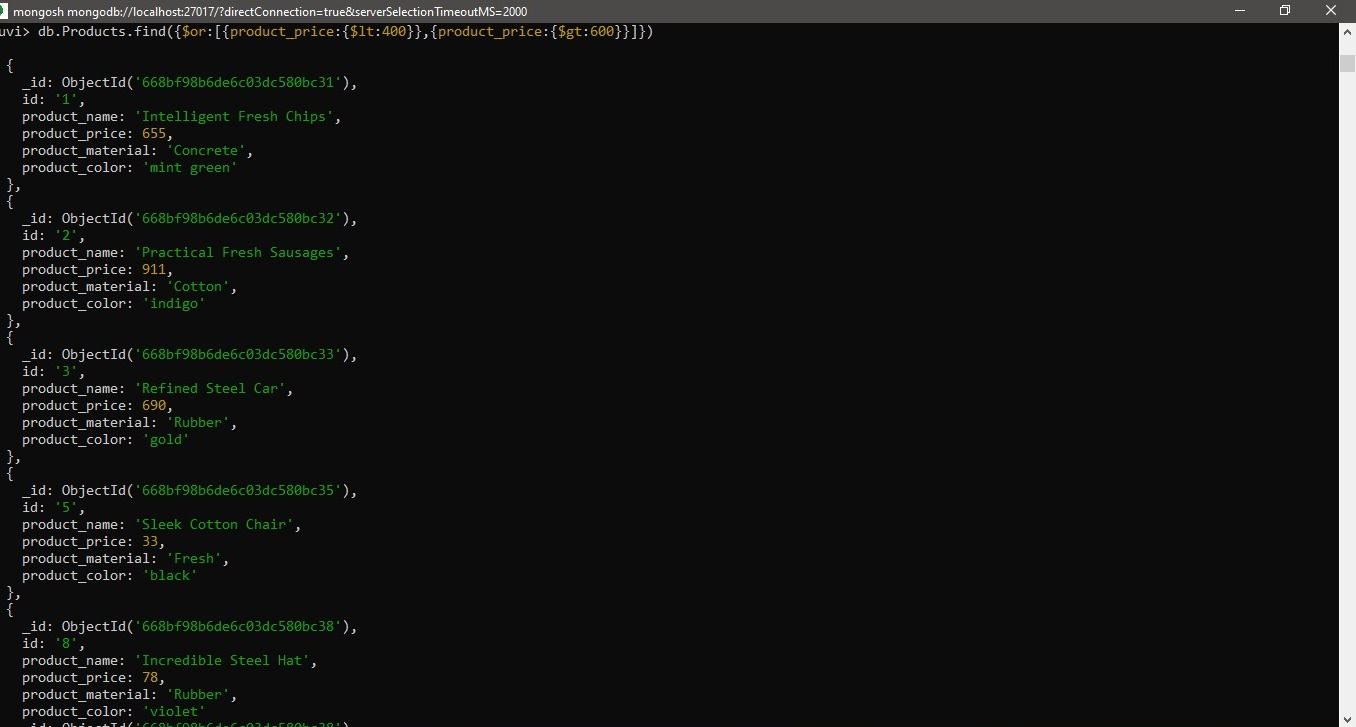 mongosh mongodb://localhost:27017/?directConnection=true&serverSelectionTimeoutMS=2000
uvi> db.Products.find({$or:[{product_price:{$lt:400}},{product_price:{$gt:600}}]})
{
_id: ObjectId('668bf98b6de6c03dc580bc31'),
id: '1',
product_name: 'Intelligent Fresh Chips',
product_price: 655,
product_material: 'Concrete',
product_color: 'mint green'
},
{
_id: ObjectId('668bf98b6de6c03dc580bc32'),
id: '2',
product_name: 'Practical Fresh Sausages',
product_price: 911,
product_material: 'Cotton',
product_color: 'indigo'
},
{
_id: ObjectId('668bf98b6de6c03dc580bc33'),
id: '3',
product_name: 'Refined Steel Car',
product_price: 690,
product_material: 'Rubber',
product_color: 'gold'
},
{
_id: ObjectId('668bf98b6de6c03dc580bc35'),
id: '5',
product_name: 'Sleek Cotton Chair',
product_price: 33,
product_material: 'Fresh',
product_color: 'black'
},
{
_id: ObjectId('668bf98b6de6c03dc580bc38'),
id: '8',
product_name: 'Incredible Steel Hat',
product_price: 78,
product_material: 'Rubber',
product_color: 'violet'